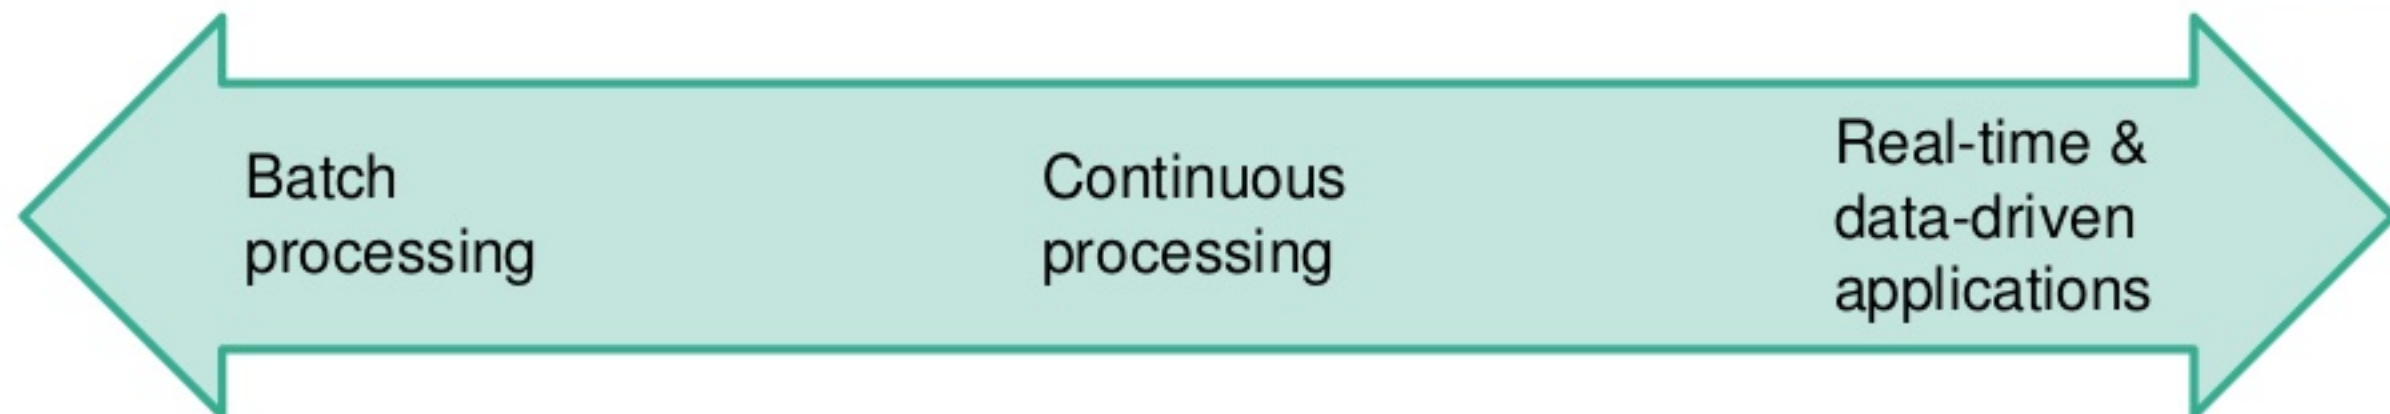 Batch
processing
Continuous
processing
Real-time &
data-driven
applications